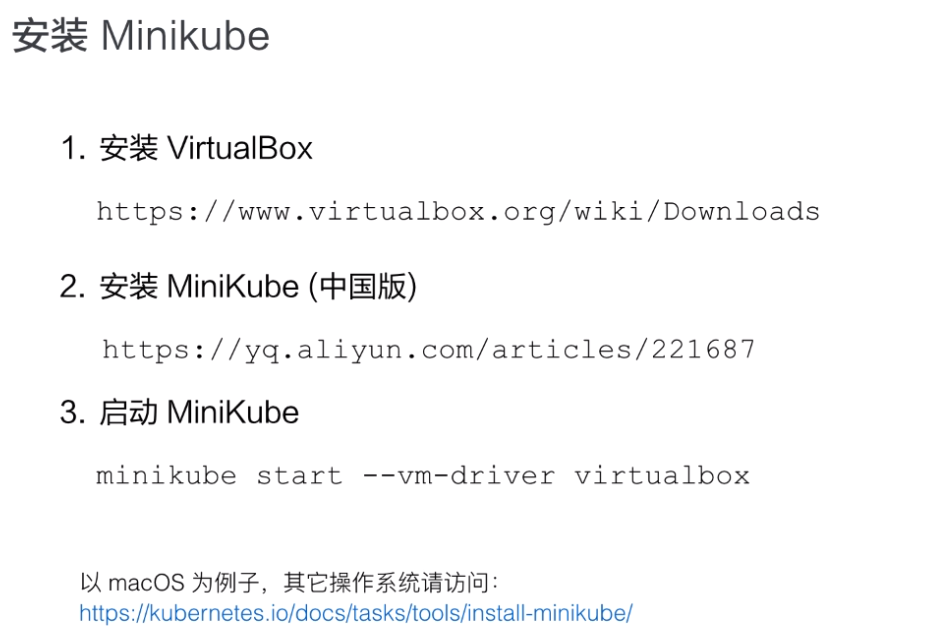 安装 Minikube
1. 安装 VirtualBox
https://www.virtualbox.org/wiki/Downloads
2. 安装 MiniKube (中国版)
https://yq.aliyun.com/articles/221687
3. 启动 MiniKube
minikube start --vm-driver virtualbox
以 macOS 为例子，其它操作系统请访问：
https://kubernetes.io/docs/tasks/tools/install-minikube/